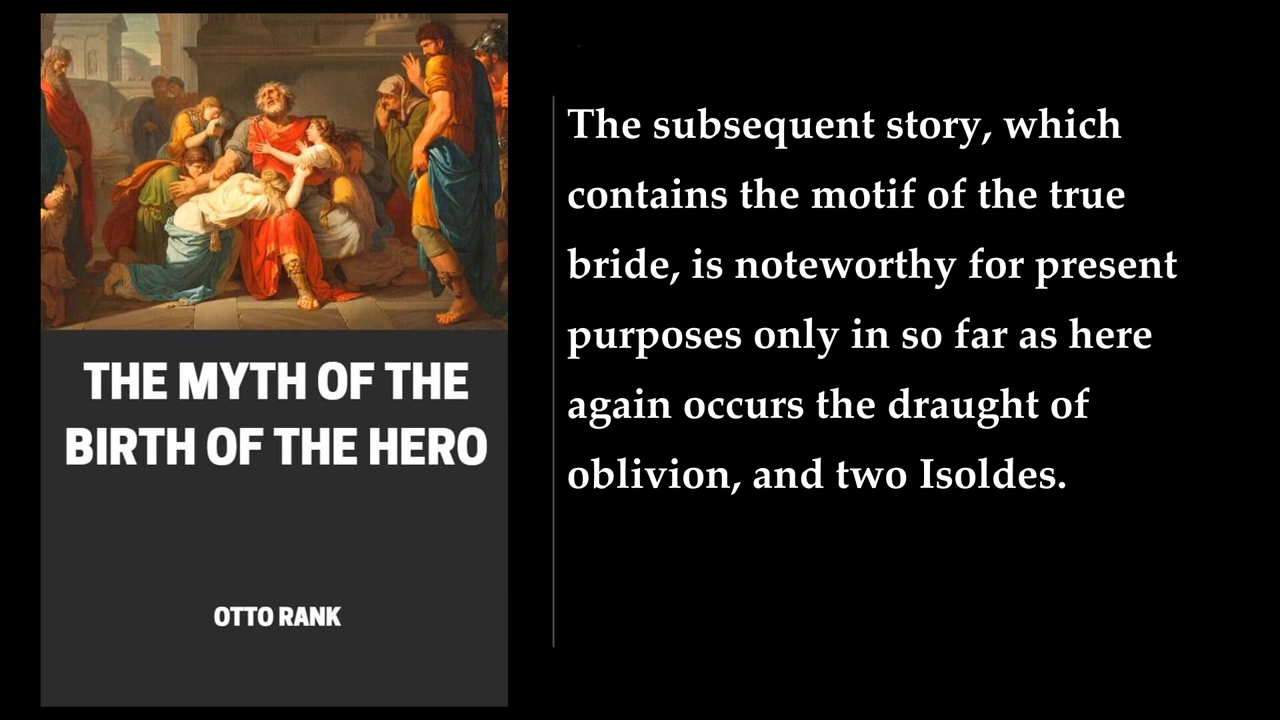 THE MYTH OF THE
BIRTH OF THE HERO
OTTO RANK
The subsequent story, which
contains the motif of the true
bride, is noteworthy for present
purposes only in so far as here
again occurs the draught of
oblivion, and two Isoldes.